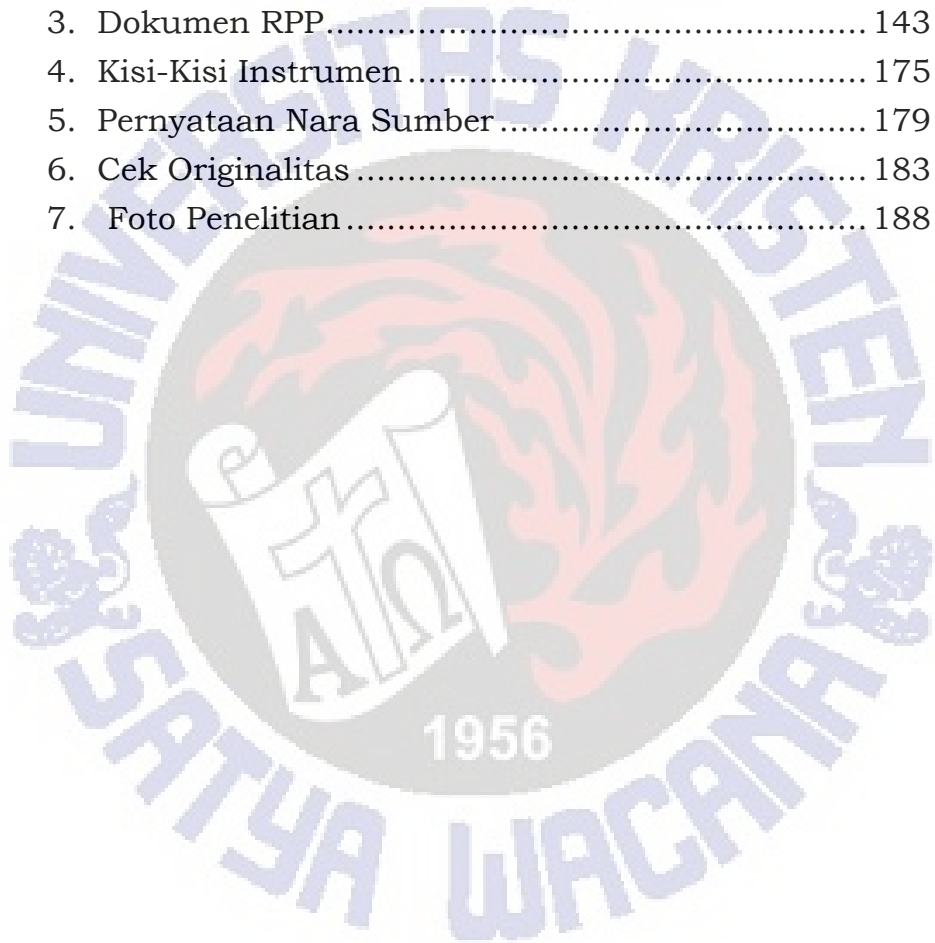 3. Dokumen RPP........................................................ 143
4. Kisi-Kisi Instrumen................................................ 175
5. Pernyataan Nara Sumber...................................... 179
6. Cek Originalitas..................................................... 183
7. Foto Penelitian...................................................... 188
UNIVERSITAS KRISTEN
ΑΩ
1956
SATYA WACANA